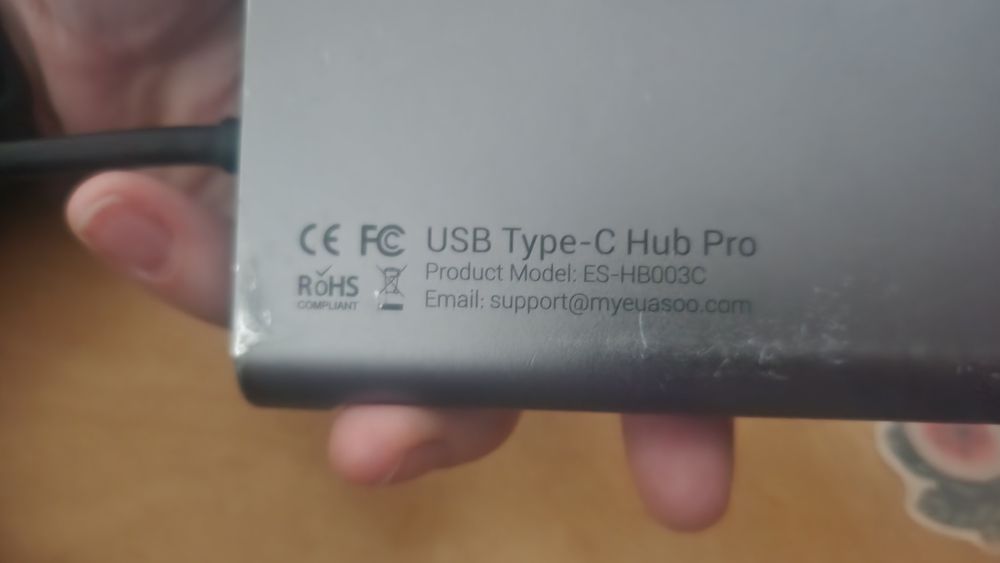 CE FC USB Type-C Hub Pro
RoHS Product Model: ES-HB003C
COMPLIANT Email: support@myeuasoo.com